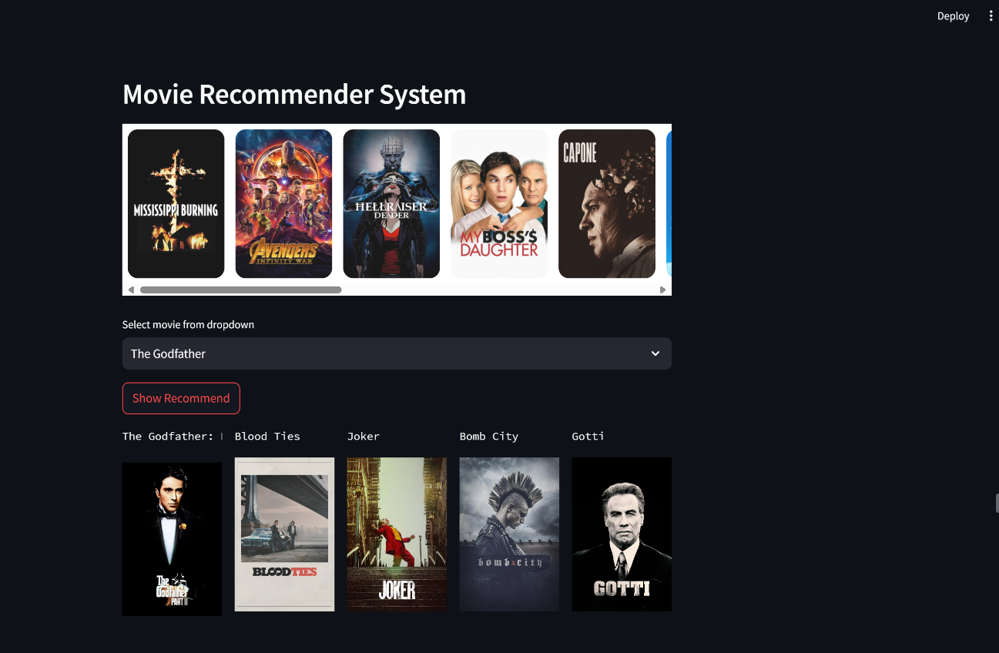 Deploy
Movie Recommender System
MISSISSIPPI BURNING
AVENGERS
INFINITY WAR
HELLRAISER
DEADER
MY BOSS'S
DAUGHTER
CAPONE
Select movie from dropdown
The Godfather
Show Recommend
The Godfather:
Blood Ties
Joker
Bomb City
Gotti
The
Godfather
PART II
BLOOD TIES
JOKER
bomb city
GOTTI